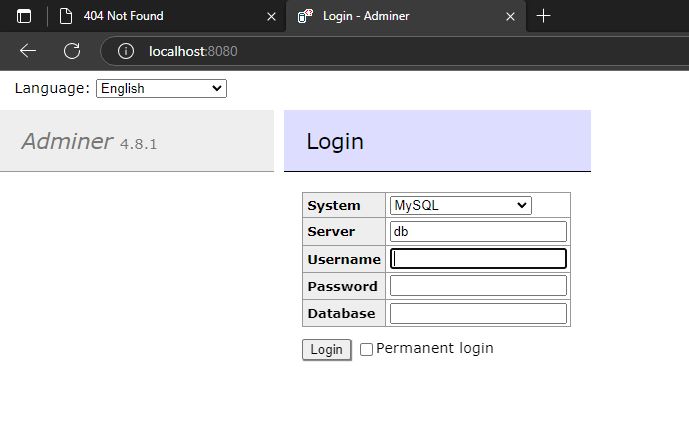 404 Not Found
Login - Adminer
localhost:8080
Language: English
Adminer 4.8.1
Login
System MySQL
Server db
Username
Password
Database
Login Permanent login